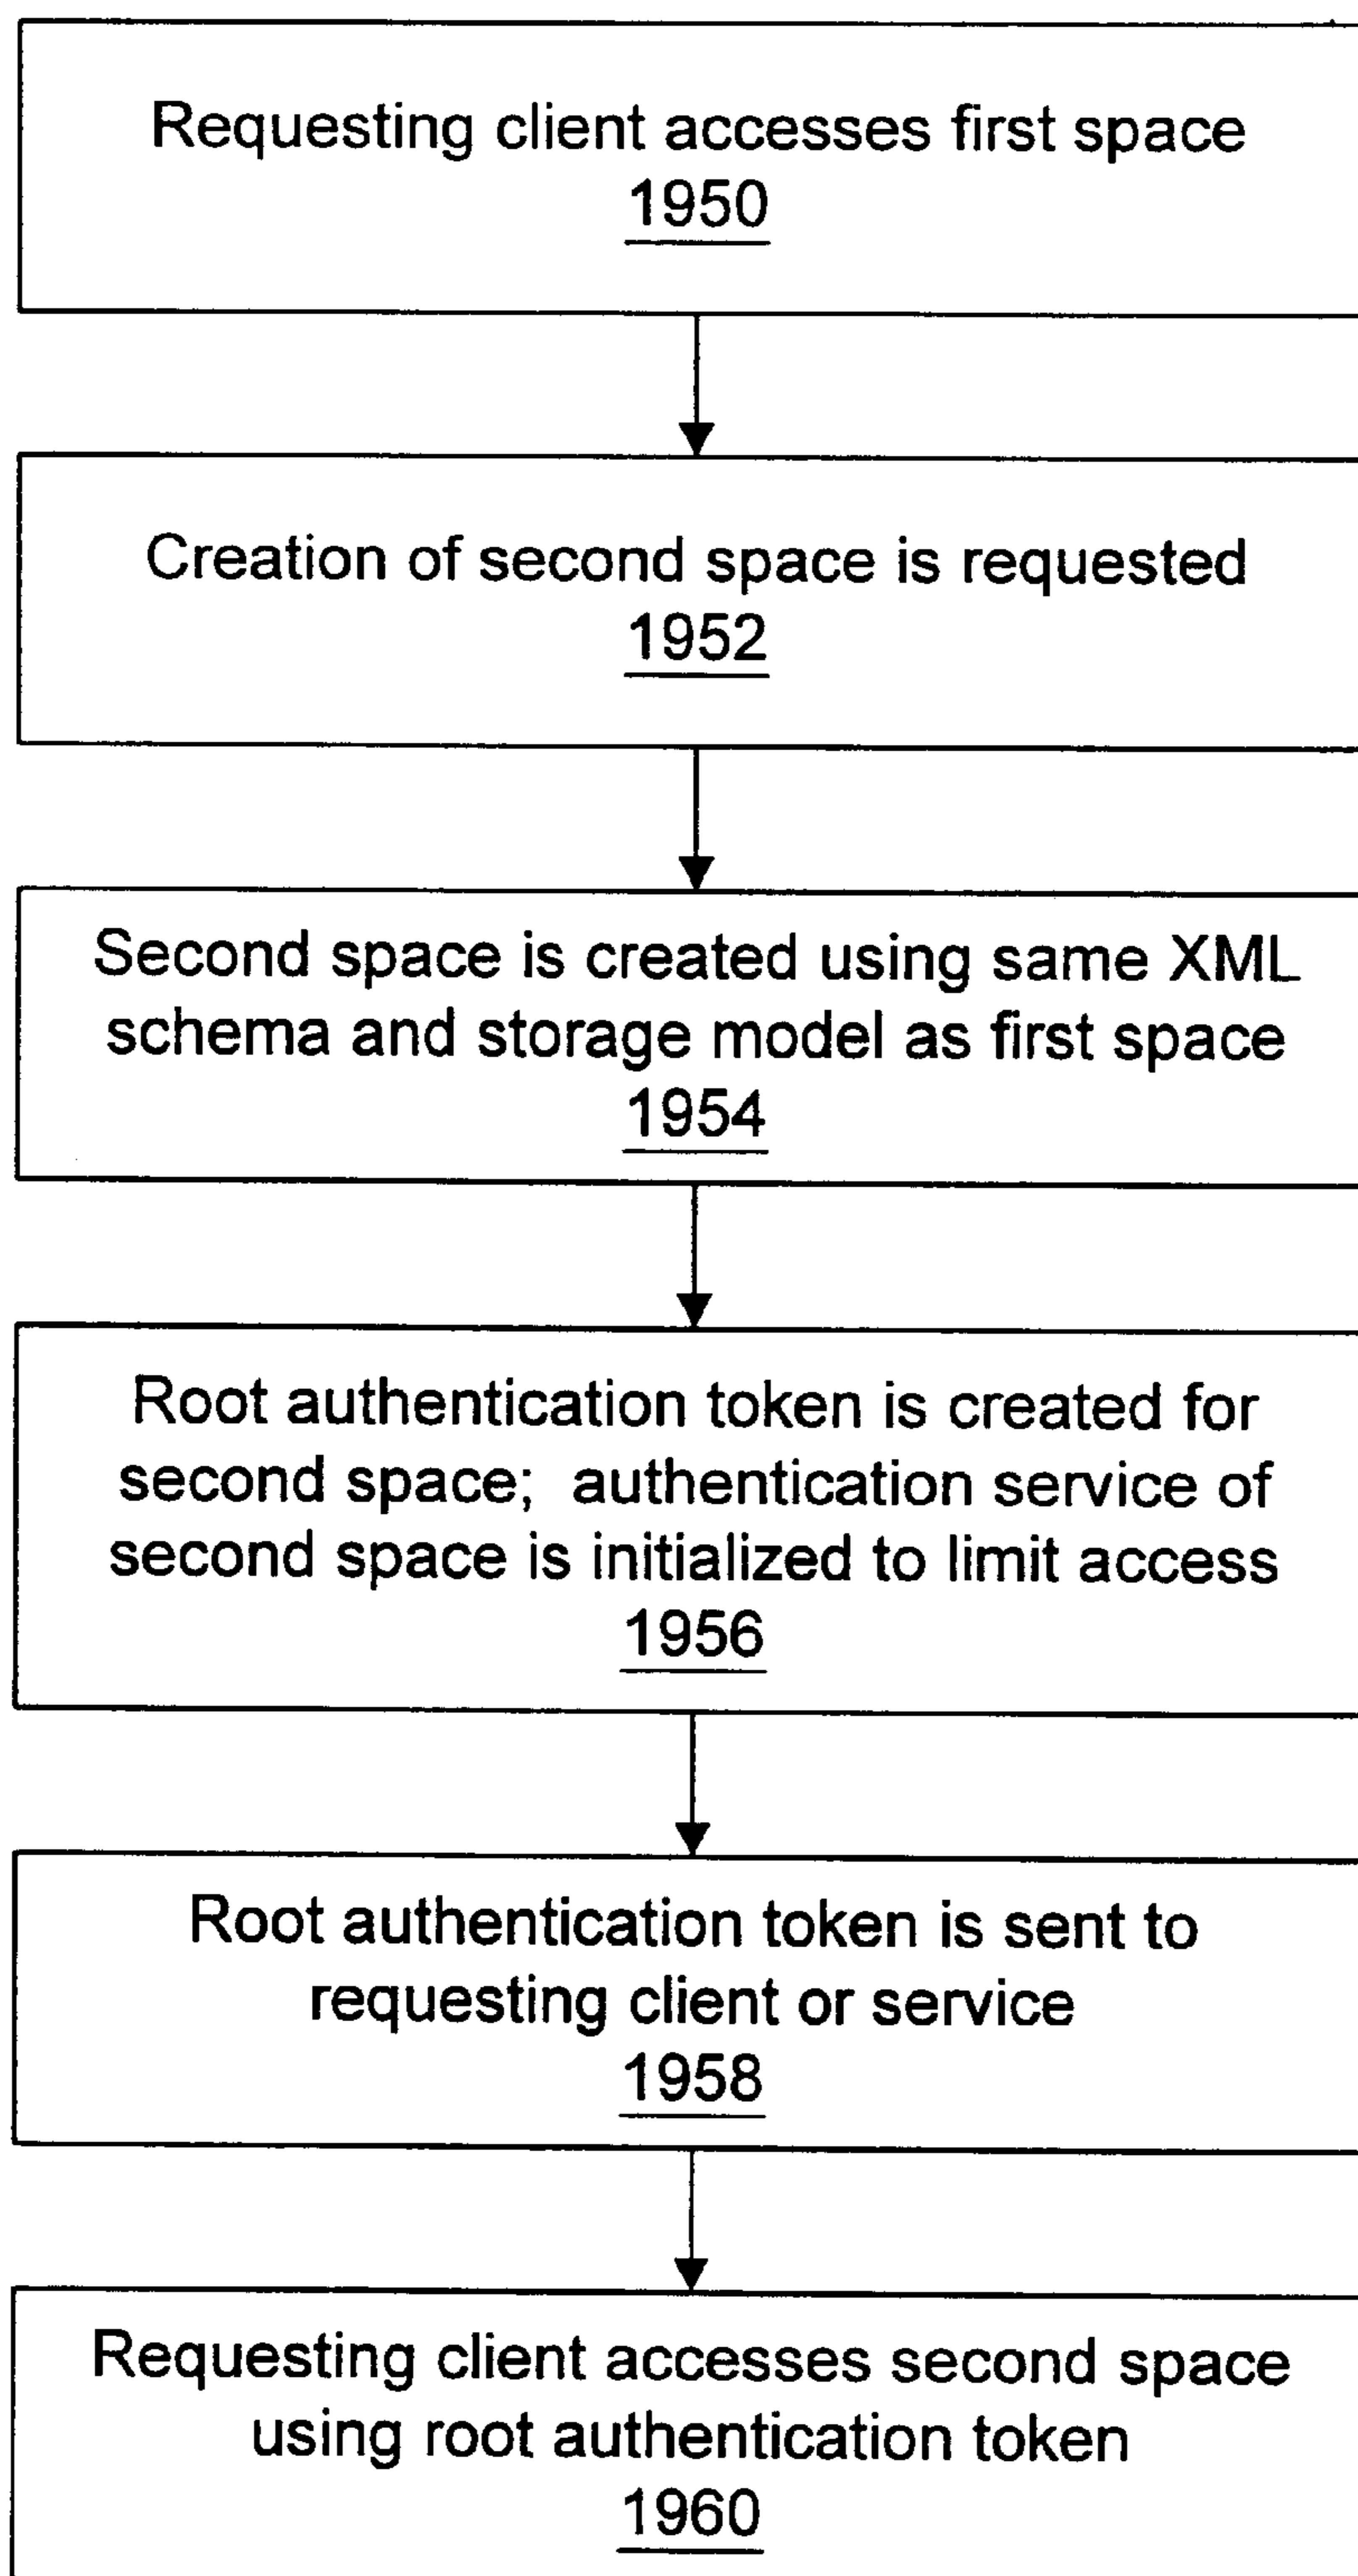 Requesting client accesses first space
1950
Creation of second space is requested
1952
Second space is created using same XML
schema and storage model as first space
1954
Root authentication token is created for
second space; authentication service of
second space is initialized to limit access
1956
Root authentication token is sent to
requesting client or service
1958
Requesting client accesses second space
using root authentication token
1960